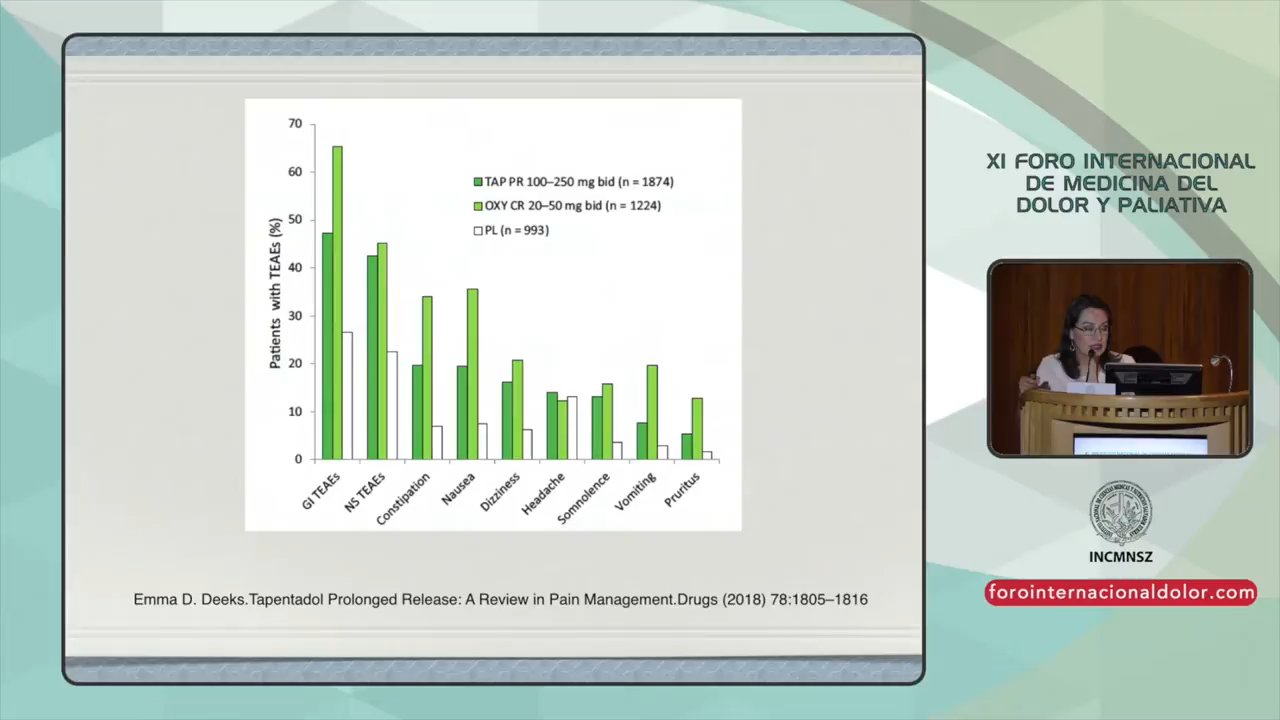 70
60
50
40
30
20
10
0
Patients with TEAEs (%)
TAP PR 100–250 mg bid (n = 1874)
OXY CR 20–50 mg bid (n = 1224)
PL (n = 993)
GI TEAEs
NS TEAEs
Constipation
Nausea
Dizziness
Headache
Somnolence
Vomiting
Pruritus
Emma D. Deeks.Tapentadol Prolonged Release: A Review in Pain Management.Drugs (2018) 78:1805–1816
XI FORO INTERNACIONAL
DE MEDICINA DEL
DOLOR Y PALIATIVA
INCMNSZ
forointernacionaldolor.com